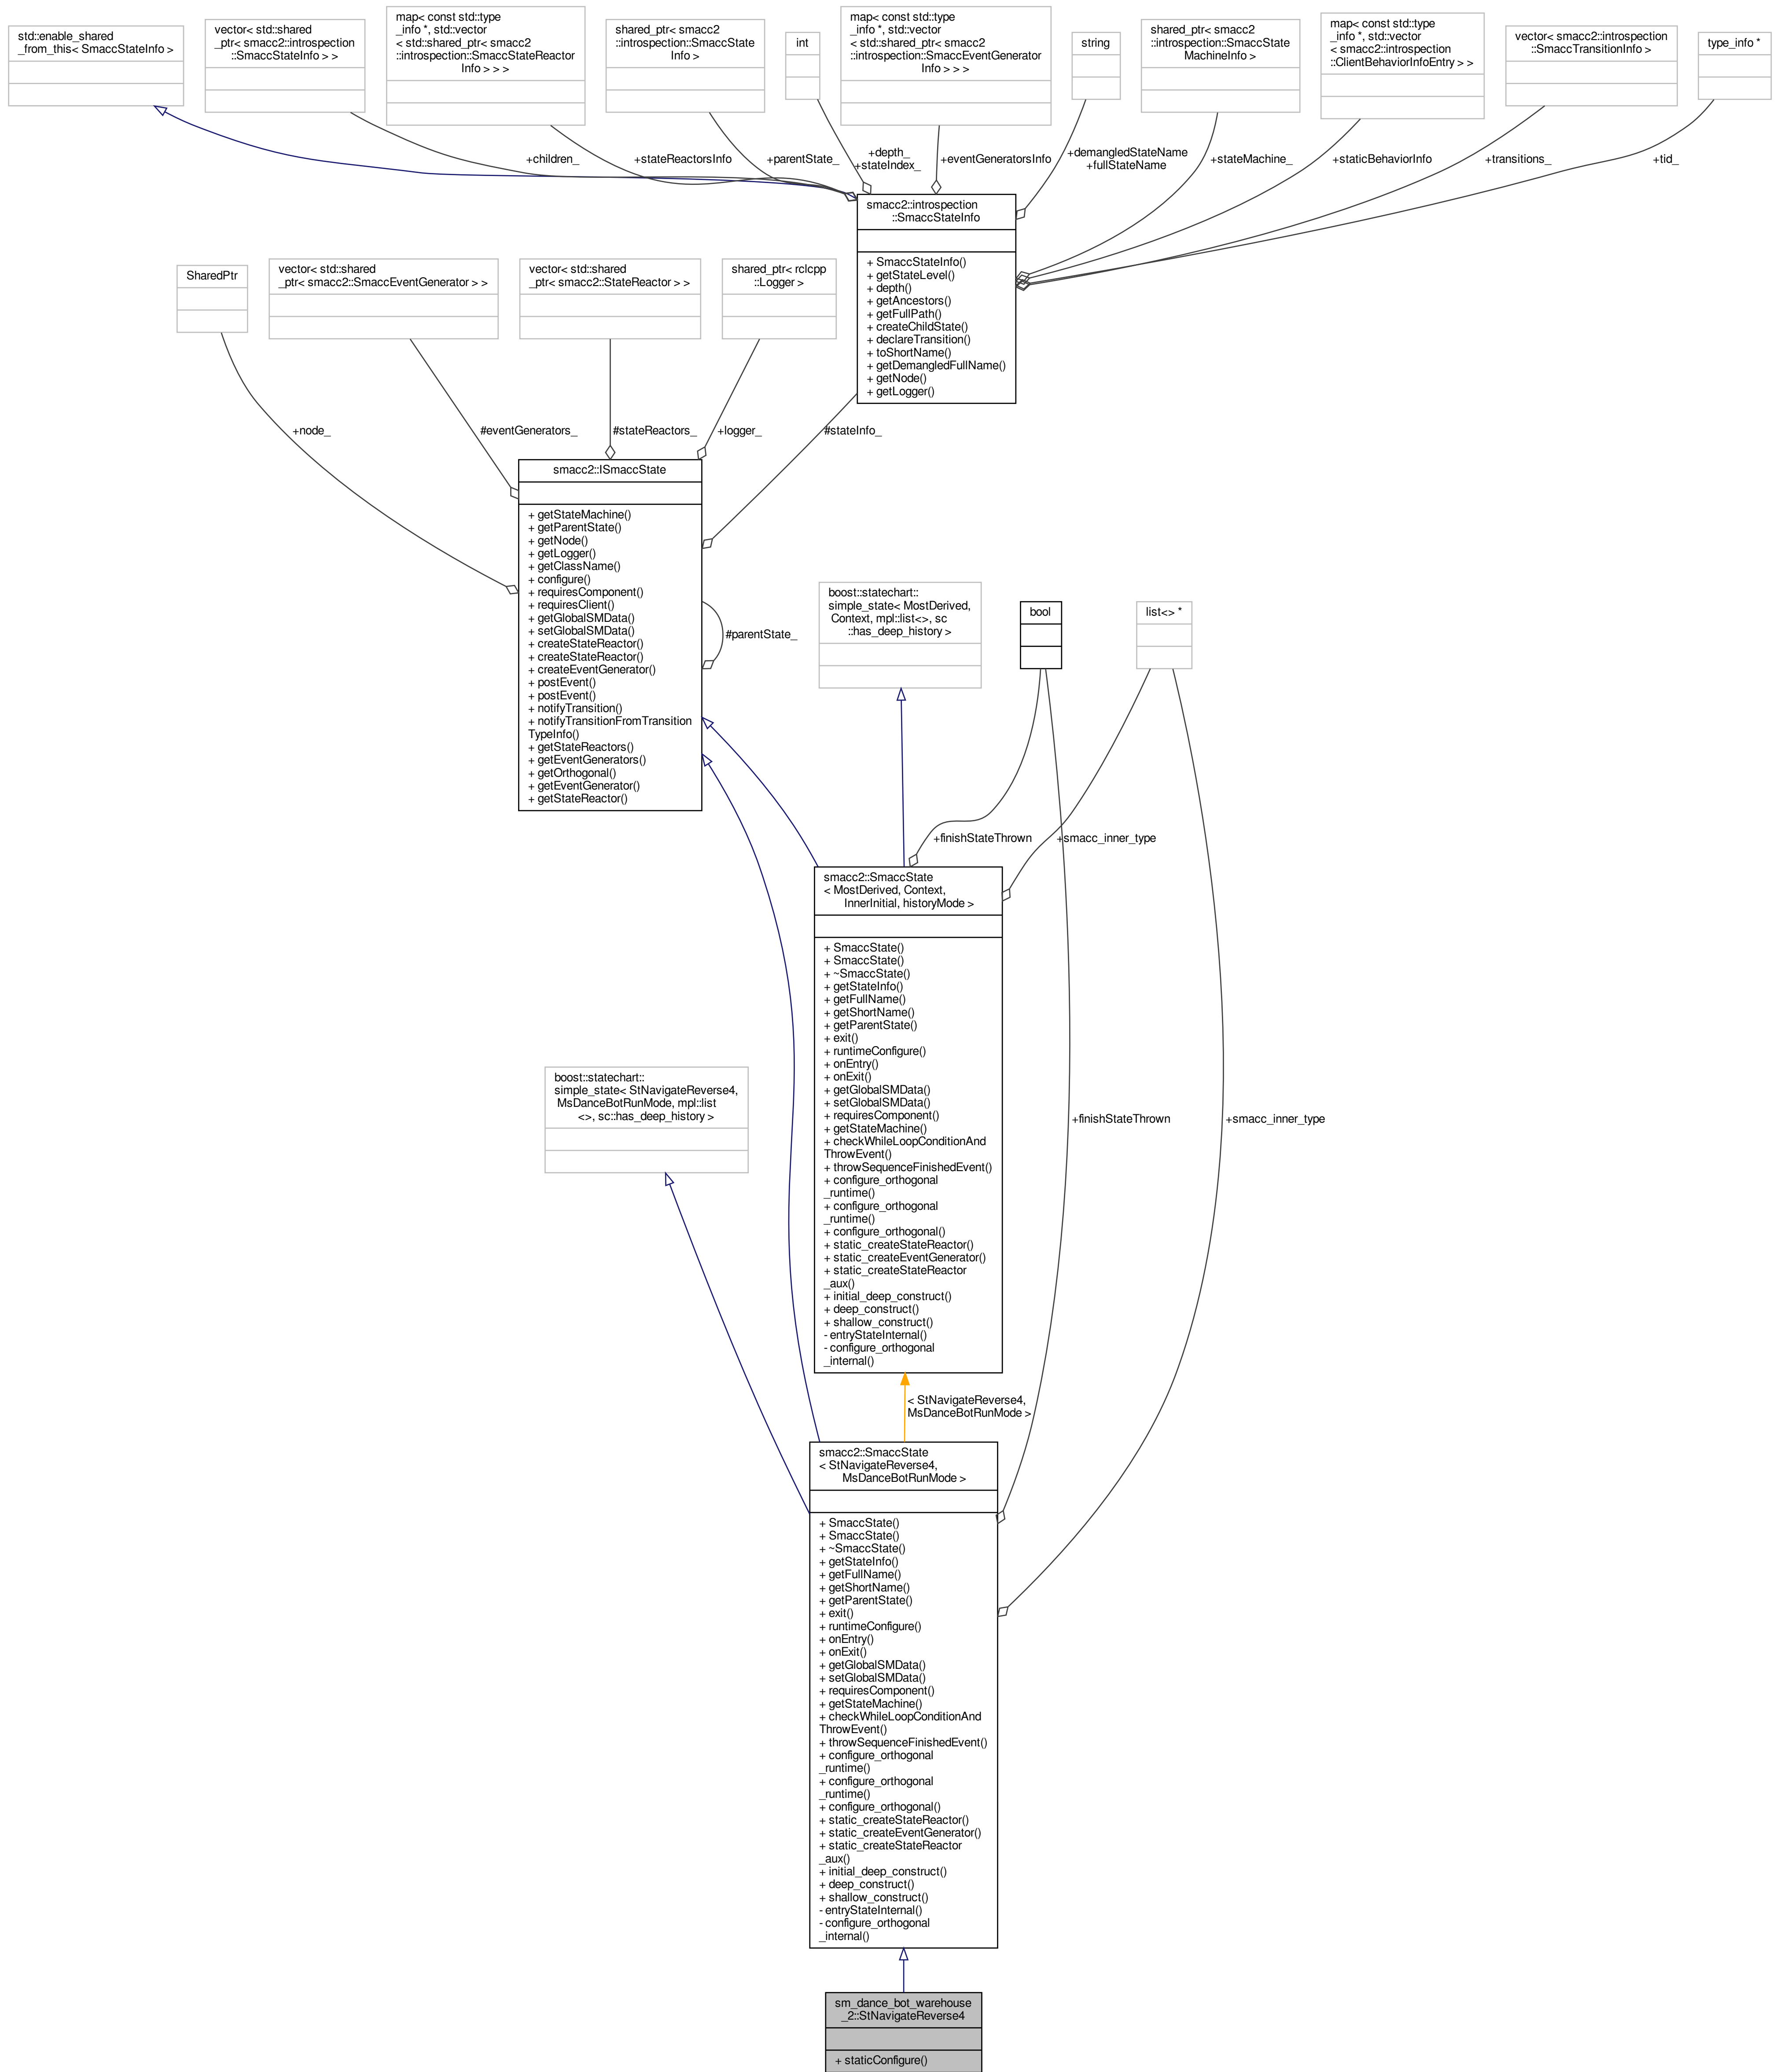 std::enable_shared
_from_this< SmaccStateInfo >
vector< std::shared
_ptr< smacc2::introspection
::SmaccStateInfo > >
map< const std::type
_info *, std::vector
< std::shared_ptr< smacc2
::introspection::SmaccStateReactor
Info > > >
shared_ptr< smacc2
::introspection::SmaccState
Info >
int
map< const std::type
_info *, std::vector
< std::shared_ptr< smacc2
::introspection::SmaccEventGenerator
Info > > >
string
shared_ptr< smacc2
::introspection::SmaccState
MachineInfo >
map< const std::type
_info *, std::vector
< smacc2::introspection
::ClientBehaviorInfoEntry > >
vector< smacc2::introspection
::SmaccTransitionInfo >
type_info *
+children_
+stateReactorsInfo
+parentState_
+depth_
+stateIndex_
+eventGeneratorsInfo
+demangledStateName
+fullStateName
+stateMachine_
+staticBehaviorInfo
+transitions_
+tid_
smacc2::introspection
::SmaccStateInfo
+ SmaccStateInfo()
+ getStateLevel()
+ depth()
+ getAncestors()
+ getFullPath()
+ createChildState()
+ declareTransition()
+ toShortName()
+ getDemangledFullName()
+ getNode()
+ getLogger()
SharedPtr
vector< std::shared
_ptr< smacc2::SmaccEventGenerator > >
vector< std::shared
_ptr< smacc2::StateReactor > >
shared_ptr< rclcpp
::Logger >
+node_
#eventGenerators_
#stateReactors_
+logger_
#stateInfo_
smacc2::ISmaccState
+ getStateMachine()
+ getParentState()
+ getNode()
+ getLogger()
+ getClassName()
+ configure()
+ requiresComponent()
+ requiresClient()
+ getGlobalSMData()
+ setGlobalSMData()
+ createStateReactor()
+ createStateReactor()
+ createEventGenerator()
+ postEvent()
+ postEvent()
+ notifyTransition()
+ notifyTransitionFromTransition
TypeInfo()
+ getStateReactors()
+ getEventGenerators()
+ getOrthogonal()
+ getEventGenerator()
+ getStateReactor()
#parentState_
boost::statechart::
simple_state< MostDerived,
Context, mpl::list<>, sc
::has_deep_history >
bool
list<> *
+finishStateThrown
+smacc_inner_type
smacc2::SmaccState
< MostDerived, Context,
InnerInitial, historyMode >
+ SmaccState()
+ SmaccState()
+ ~SmaccState()
+ getStateInfo()
+ getFullName()
+ getShortName()
+ getParentState()
+ exit()
+ runtimeConfigure()
+ onEntry()
+ onExit()
+ getGlobalSMData()
+ setGlobalSMData()
+ requiresComponent()
+ getStateMachine()
+ checkWhileLoopConditionAnd
ThrowEvent()
+ throwSequenceFinishedEvent()
+ configure_orthogonal
_runtime()
+ configure_orthogonal
_runtime()
+ configure_orthogonal()
+ static_createStateReactor()
+ static_createEventGenerator()
+ static_createStateReactor
_aux()
+ initial_deep_construct()
+ deep_construct()
+ shallow_construct()
- entryStateInternal()
- configure_orthogonal
_internal()
boost::statechart::
simple_state< StNavigateReverse4,
MsDanceBotRunMode, mpl::list
<>, sc::has_deep_history >
+finishStateThrown
+smacc_inner_type
< StNavigateReverse4,
MsDanceBotRunMode >
smacc2::SmaccState
< StNavigateReverse4,
MsDanceBotRunMode >
+ SmaccState()
+ SmaccState()
+ ~SmaccState()
+ getStateInfo()
+ getFullName()
+ getShortName()
+ getParentState()
+ exit()
+ runtimeConfigure()
+ onEntry()
+ onExit()
+ getGlobalSMData()
+ setGlobalSMData()
+ requiresComponent()
+ getStateMachine()
+ checkWhileLoopConditionAnd
ThrowEvent()
+ throwSequenceFinishedEvent()
+ configure_orthogonal
_runtime()
+ configure_orthogonal
_runtime()
+ configure_orthogonal()
+ static_createStateReactor()
+ static_createEventGenerator()
+ static_createStateReactor
_aux()
+ initial_deep_construct()
+ deep_construct()
+ shallow_construct()
- entryStateInternal()
- configure_orthogonal
_internal()
sm_dance_bot_warehouse
_2::StNavigateReverse4
+ staticConfigure()